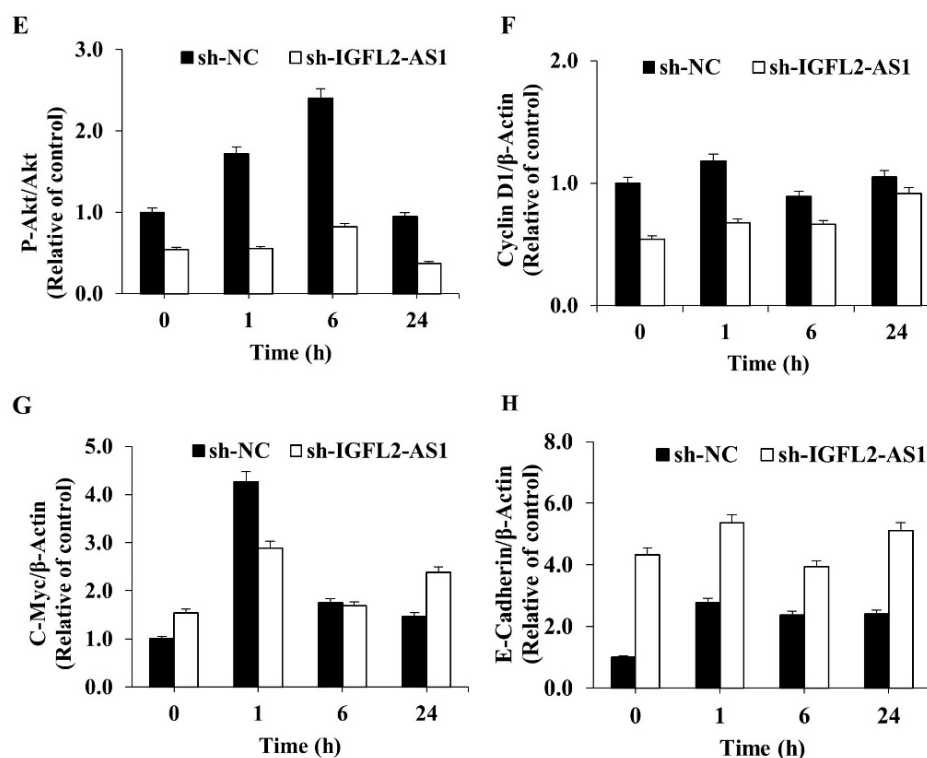 E
3.0
2.0
1.0
0.0
P-Akt/Akt
(Relative of control)
sh-NC
sh-IGFL2-AS1
0 1 6 24
Time (h)
F
2.0
1.0
0.0
Cyclin D1/β-Actin
(Relative of control)
sh-NC
sh-IGFL2-AS1
0 1 6 24
Time (h)
G
5.0
4.0
3.0
2.0
1.0
0.0
C-Myc/β-Actin
(Relative of control)
sh-NC
sh-IGFL2-AS1
0 1 6 24
Time (h)
H
8.0
6.0
4.0
2.0
0.0
E-Cadherin/β-Actin
(Relative of control)
sh-NC
sh-IGFL2-AS1
0 1 6 24
Time (h)